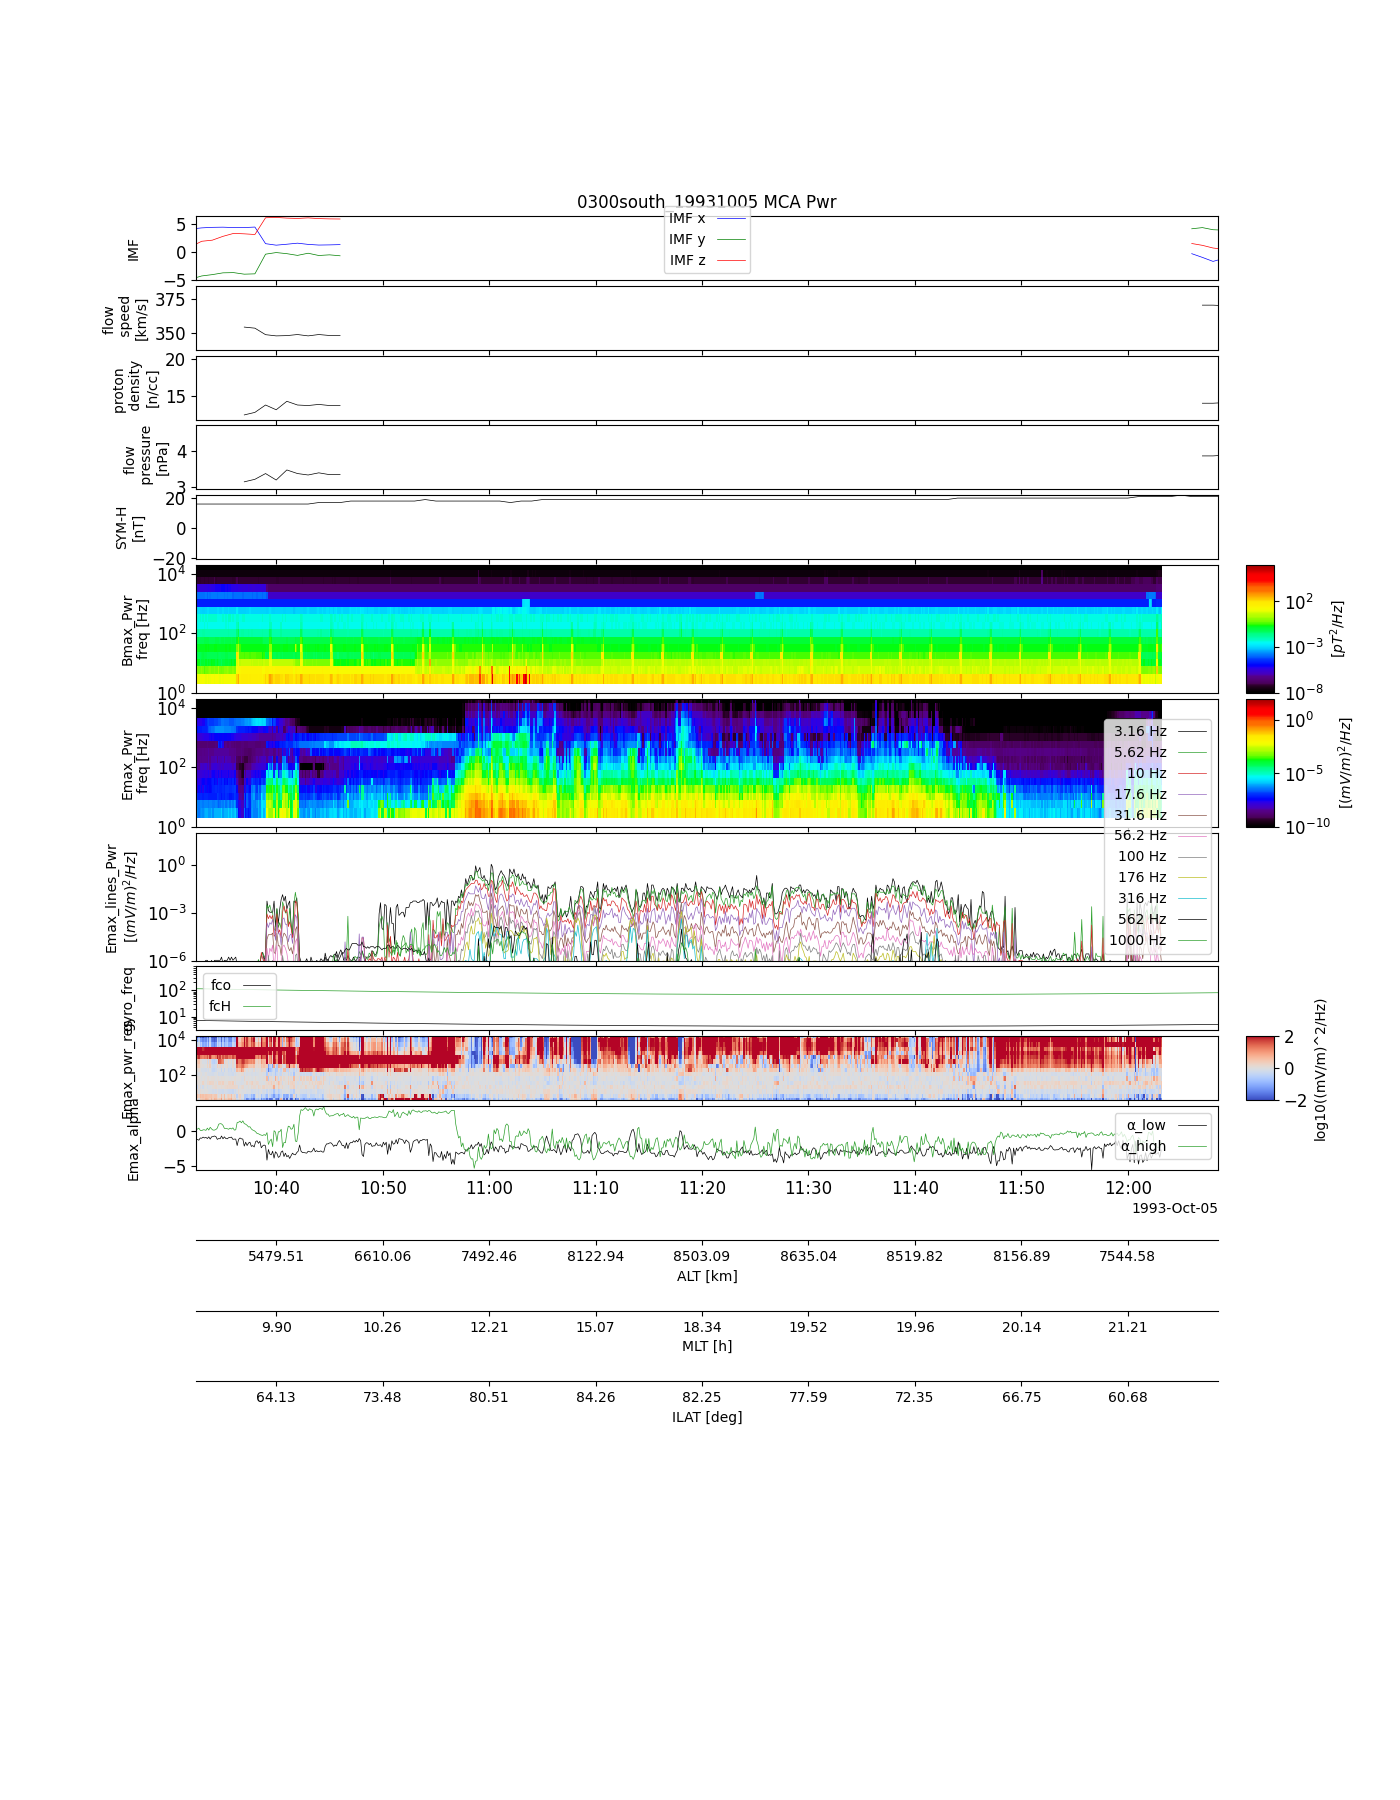 0300south_19931005 MCA Pwr
IMF
5
0
−5
IMF x
IMF y
IMF z
flow
speed
[km/s]
375
350
proton
density
[n/cc]
20
15
flow
pressure
[nPa]
4
3
SYM-H
[nT]
20
0
−20
Bmax_Pwr
freq [Hz]
10^4
10^2
10^0
10^2
10^−3
10^−8
[pT^2/Hz]
Emax_Pwr
freq [Hz]
10^4
10^2
10^0
10^0
10^−5
10^−10
[(mV/m)^2/Hz]
3.16 Hz
5.62 Hz
10 Hz
17.6 Hz
31.6 Hz
56.2 Hz
100 Hz
176 Hz
316 Hz
562 Hz
1000 Hz
Emax_lines_Pwr
[(mV/m)^2/Hz]
10^0
10^−3
10^−6
gyro_freq
10^2
10^1
fco
fcH
10^4
10^2
2
0
−2
log10((mV/m)^2/Hz)
Emax_alpha
0
−5
α_low
α_high
10:40 10:50 11:00 11:10 11:20 11:30 11:40 11:50 12:00
1993-Oct-05
5479.51 6610.06 7492.46 8122.94 8503.09 8635.04 8519.82 8156.89 7544.58
ALT [km]
9.90 10.26 12.21 15.07 18.34 19.52 19.96 20.14 21.21
MLT [h]
64.13 73.48 80.51 84.26 82.25 77.59 72.35 66.75 60.68
ILAT [deg]